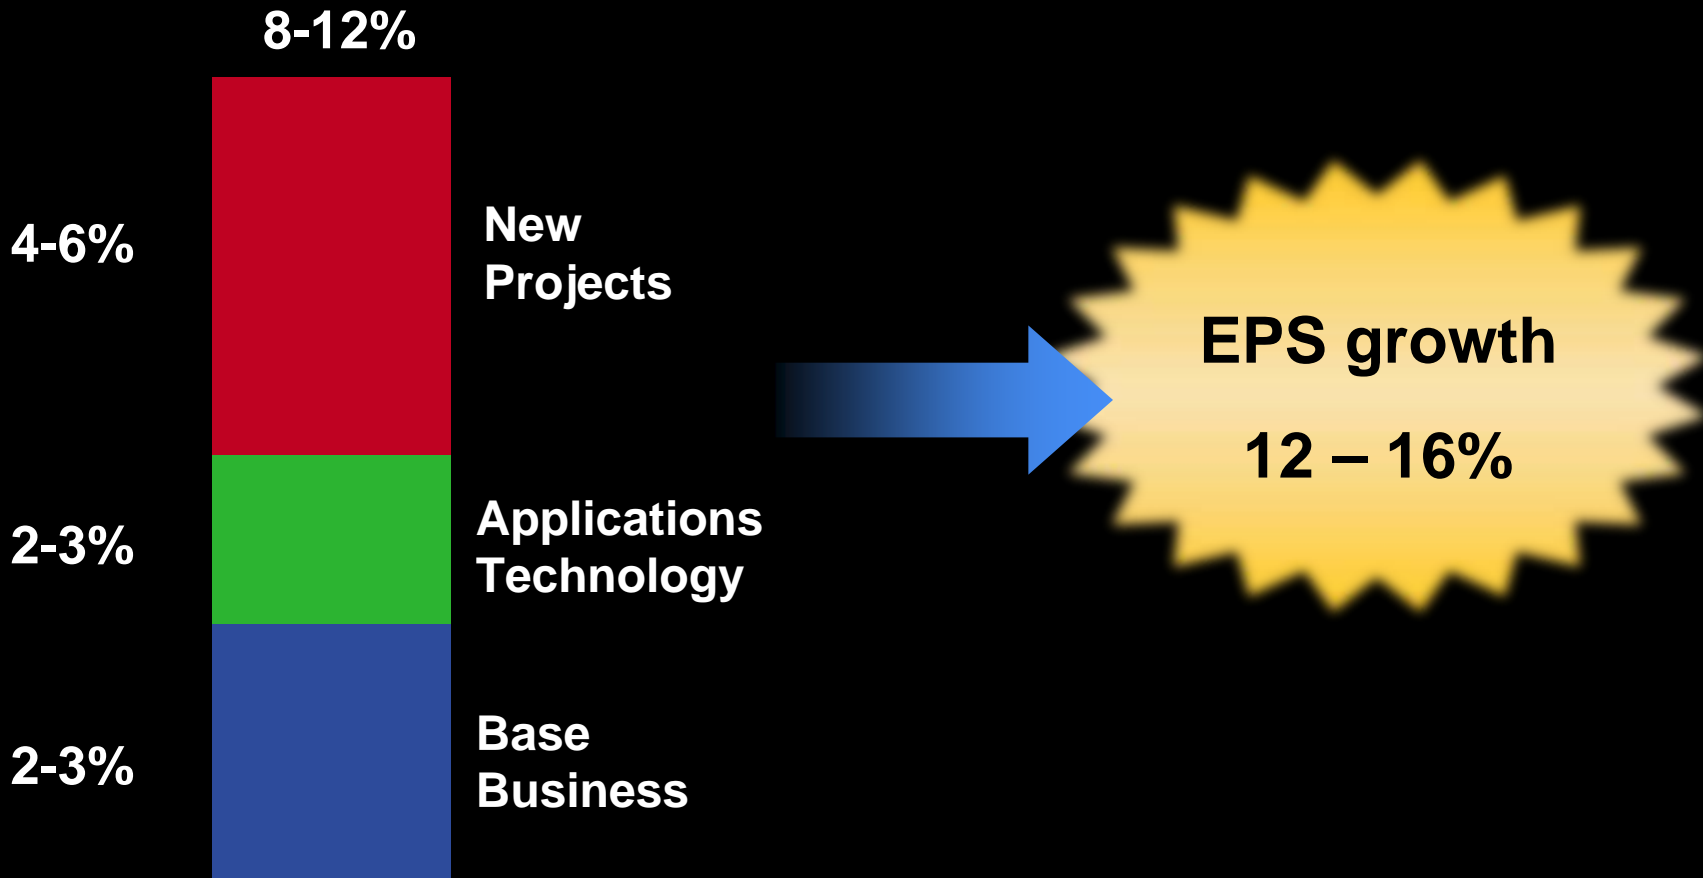 8-12%
4-6%
New
Projects
2-3%
Applications
Technology
2-3%
Base
Business
EPS growth
12 – 16%